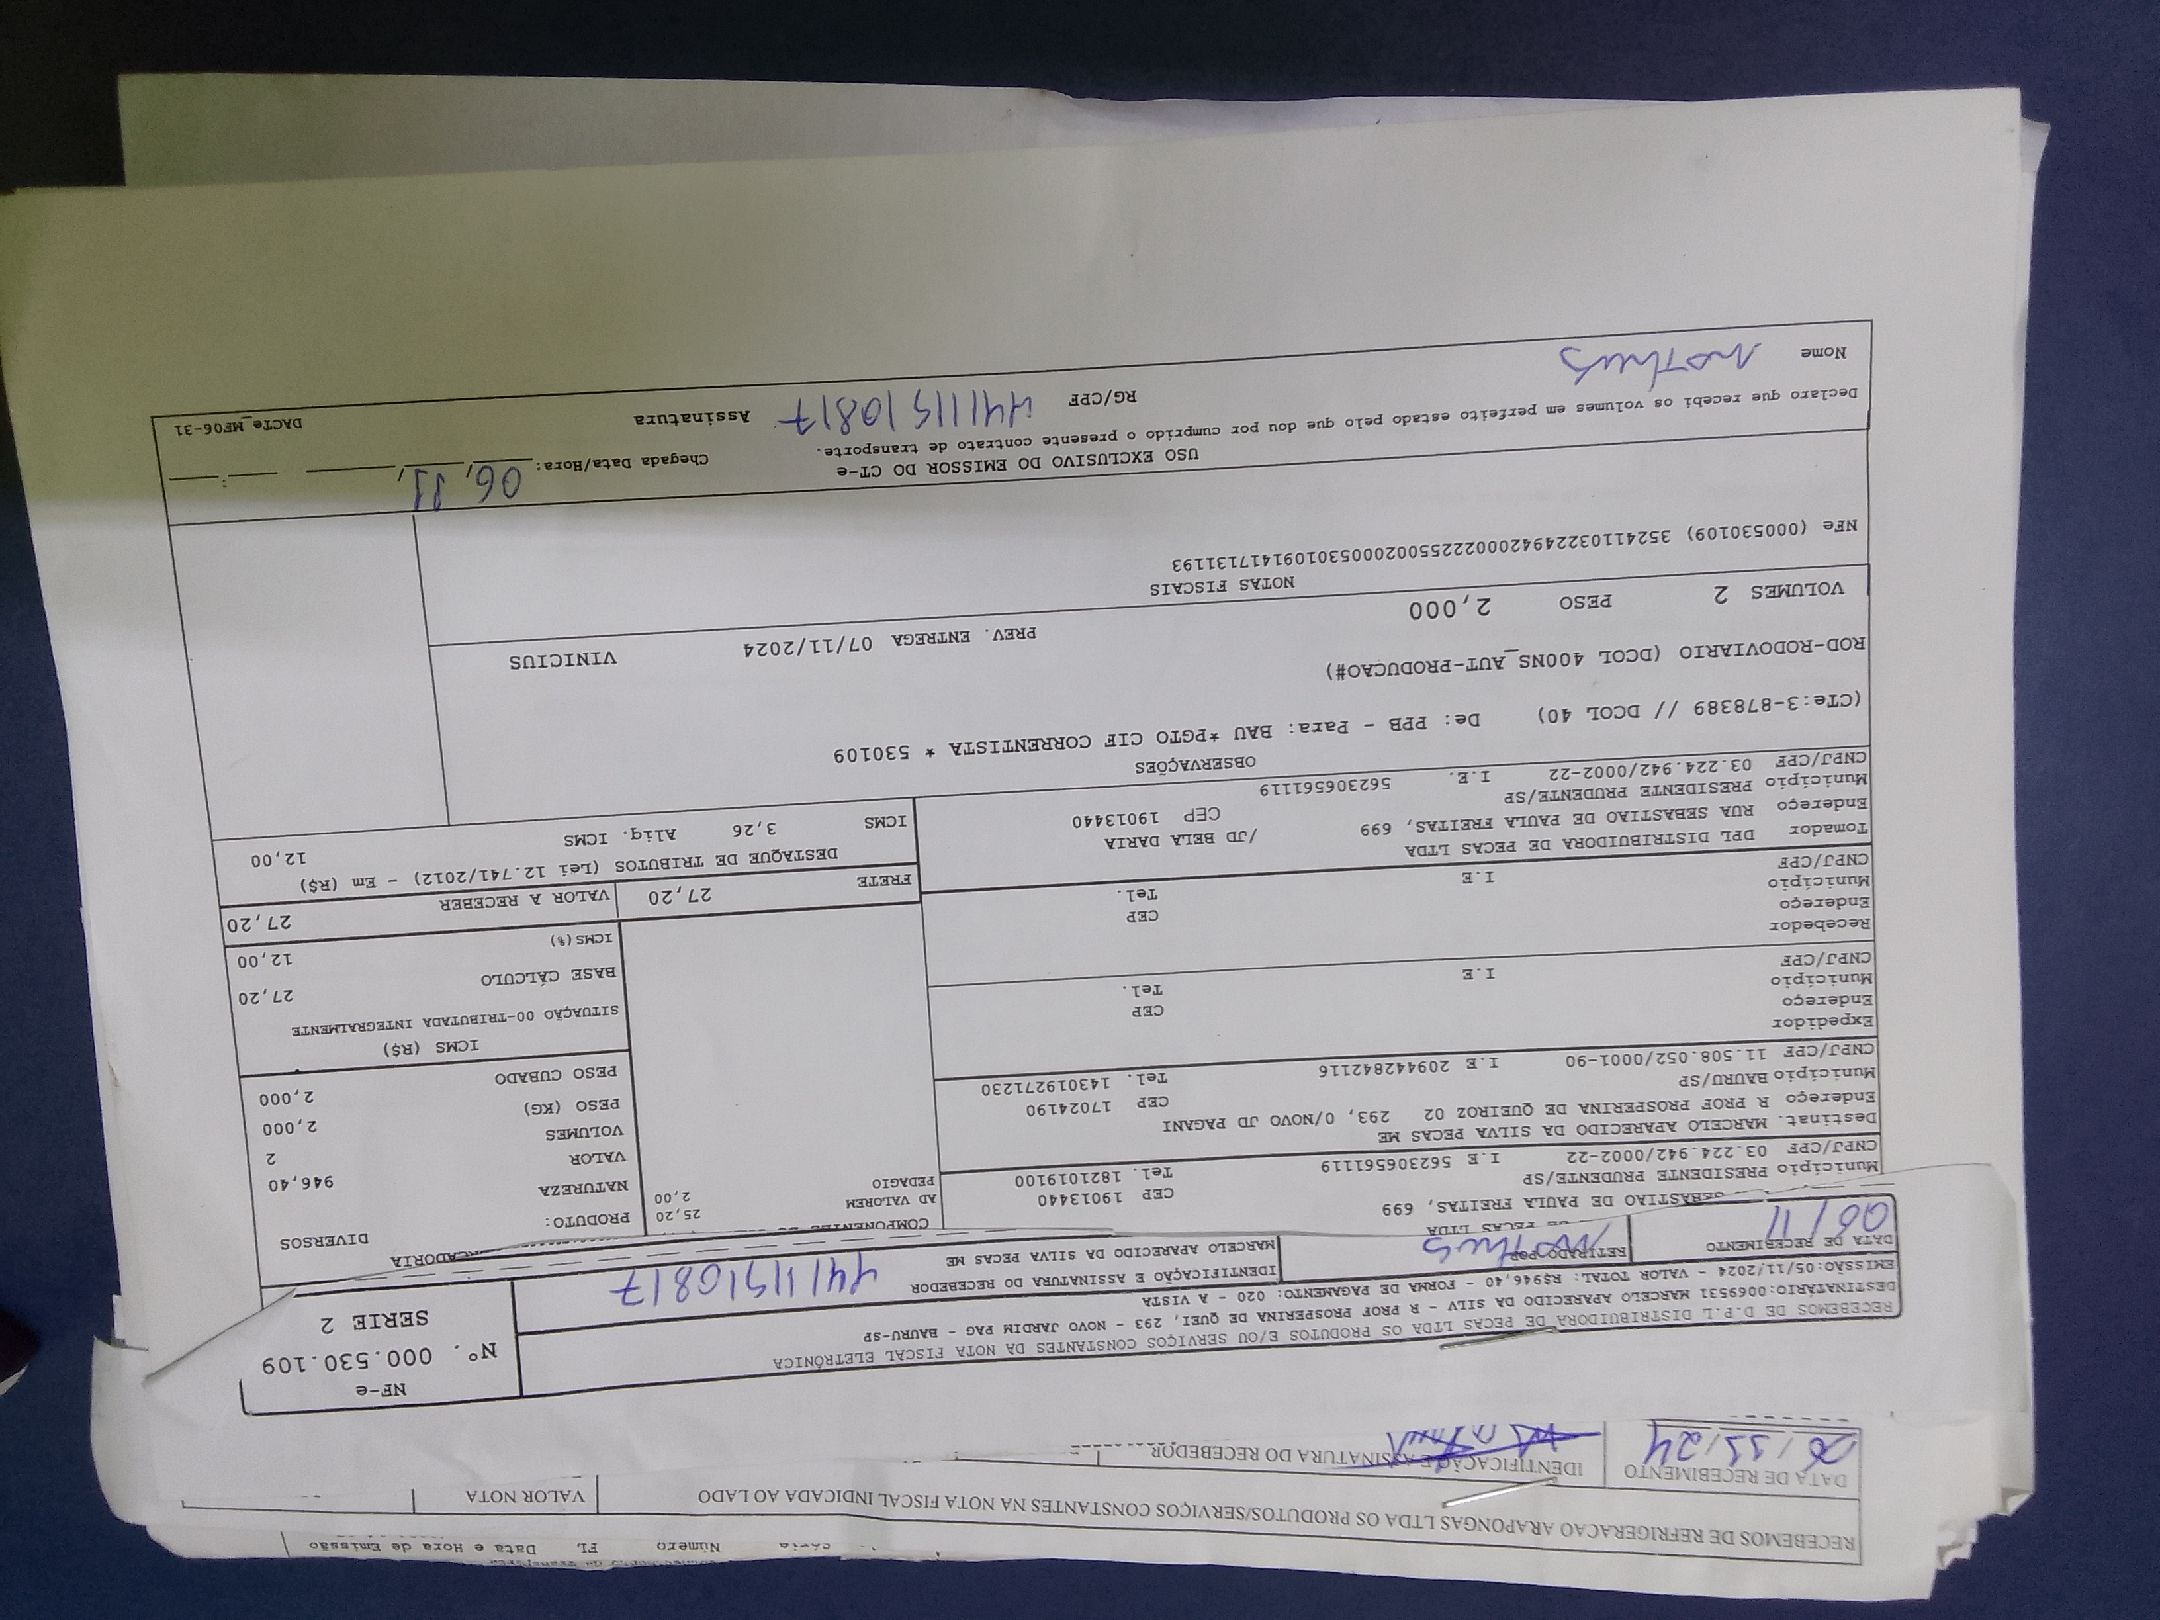 Número FL Data e Hora de Emissão
RECEBEMOS DE REFRIGERACAO ARAPONGAS LTDA OS PRODUTOS/SERVIÇOS CONSTANTES NA NOTA FISCAL INDICADA AO LADO
VALOR NOTA
DATA DE RECEBIMENTO IDENTIFICAÇÃO E ASSINATURA DO RECEBEDOR
06/11/24
RECEBEMOS DE D.P.L DISTRIBUIDORA DE PECAS LTDA OS PRODUTOS E/OU SERVIÇOS CONSTANTES DA NOTA FISCAL ELETRÔNICA
DESTINATÁRIO:0069531 MARCELO APARECIDO DA SILV - R PROF PROSPERINA DE QUEI, 293 - NOVO JARDIM PAG - BAURU-SP
EMISSÃO:05/11/2024 - VALOR TOTAL: R$946,40 - FORMA DE PAGAMENTO: 020 - A VISTA
NF-e
Nº. 000.530.109
SERIE 2
DATA DE RECEBIMENTO
06/11
RETIRADO POR
Matheus
IDENTIFICAÇÃO E ASSINATURA DO RECEBEDOR
44111510817
MARCELO APARECIDO DA SILVA PECAS ME
DE PECAS LTDA
SEBASTIAO DE PAULA FREITAS, 699 CEP 19013440
Município PRESIDENTE PRUDENTE/SP Tel. 1821019100
CNPJ/CPF 03.224.942/0002-22 I.E 562306561119
Destinat. MARCELO APARECIDO DA SILVA PECAS ME
Endereço R PROF PROSPERINA DE QUEIROZ 02 293, 0/NOVO JD PAGANI
Município BAURU/SP CEP 17024190
CNPJ/CPF 11.508.052/0001-90 I.E 209442842116 Tel. 143019271230
Expedidor
Endereço CEP
Município Tel.
CNPJ/CPF I.E
Recebedor
Endereço CEP
Município Tel.
CNPJ/CPF I.E
Tomador DPL DISTRIBUIDORA DE PECAS LTDA
Endereço RUA SEBASTIAO DE PAULA FREITAS, 699 /JD BELA DARIA
Município PRESIDENTE PRUDENTE/SP CEP 19013440
CNPJ/CPF 03.224.942/0002-22 I.E. 562306561119
COMPONENTES
AD VALOREM 25,20
PEDAGIO 2,00
PRODUTO: DIVERSOS
NATUREZA
VALOR 946,40
VOLUMES 2
PESO (KG) 2,000
PESO CUBADO 2,000
ICMS (R$)
SITUAÇÃO 00-TRIBUTADA INTEGRALMENTE
BASE CÁLCULO 27,20
ICMS(%) 12,00
FRETE 27,20 VALOR A RECEBER 27,20
DESTAQUE DE TRIBUTOS (Lei 12.741/2012) - Em (R$)
ICMS 3,26 Aliq. ICMS 12,00
OBSERVAÇÕES
(CTe:3-878389 // DCOL 40) De: PPB - Para: BAU *PGTO CIF CORRENTISTA * 530109
ROD-RODOVIARIO (DCOL 400NS_AUT-PRODUCAO#)
VOLUMES 2 PESO 2,000 PREV. ENTREGA 07/11/2024 VINICIUS
NOTAS FISCAIS
NFe (000530109) 35241103224942000222550020005301091417131193
USO EXCLUSIVO DO EMISSOR DO CT-e
Declaro que recebi os volumes em perfeito estado pelo que dou por cumprido o presente contrato de transporte.
Chegada Data/Hora: 06, 11
Nome Matheus RG/CPF 44111510817 Assinatura
DACTe_MF06-31